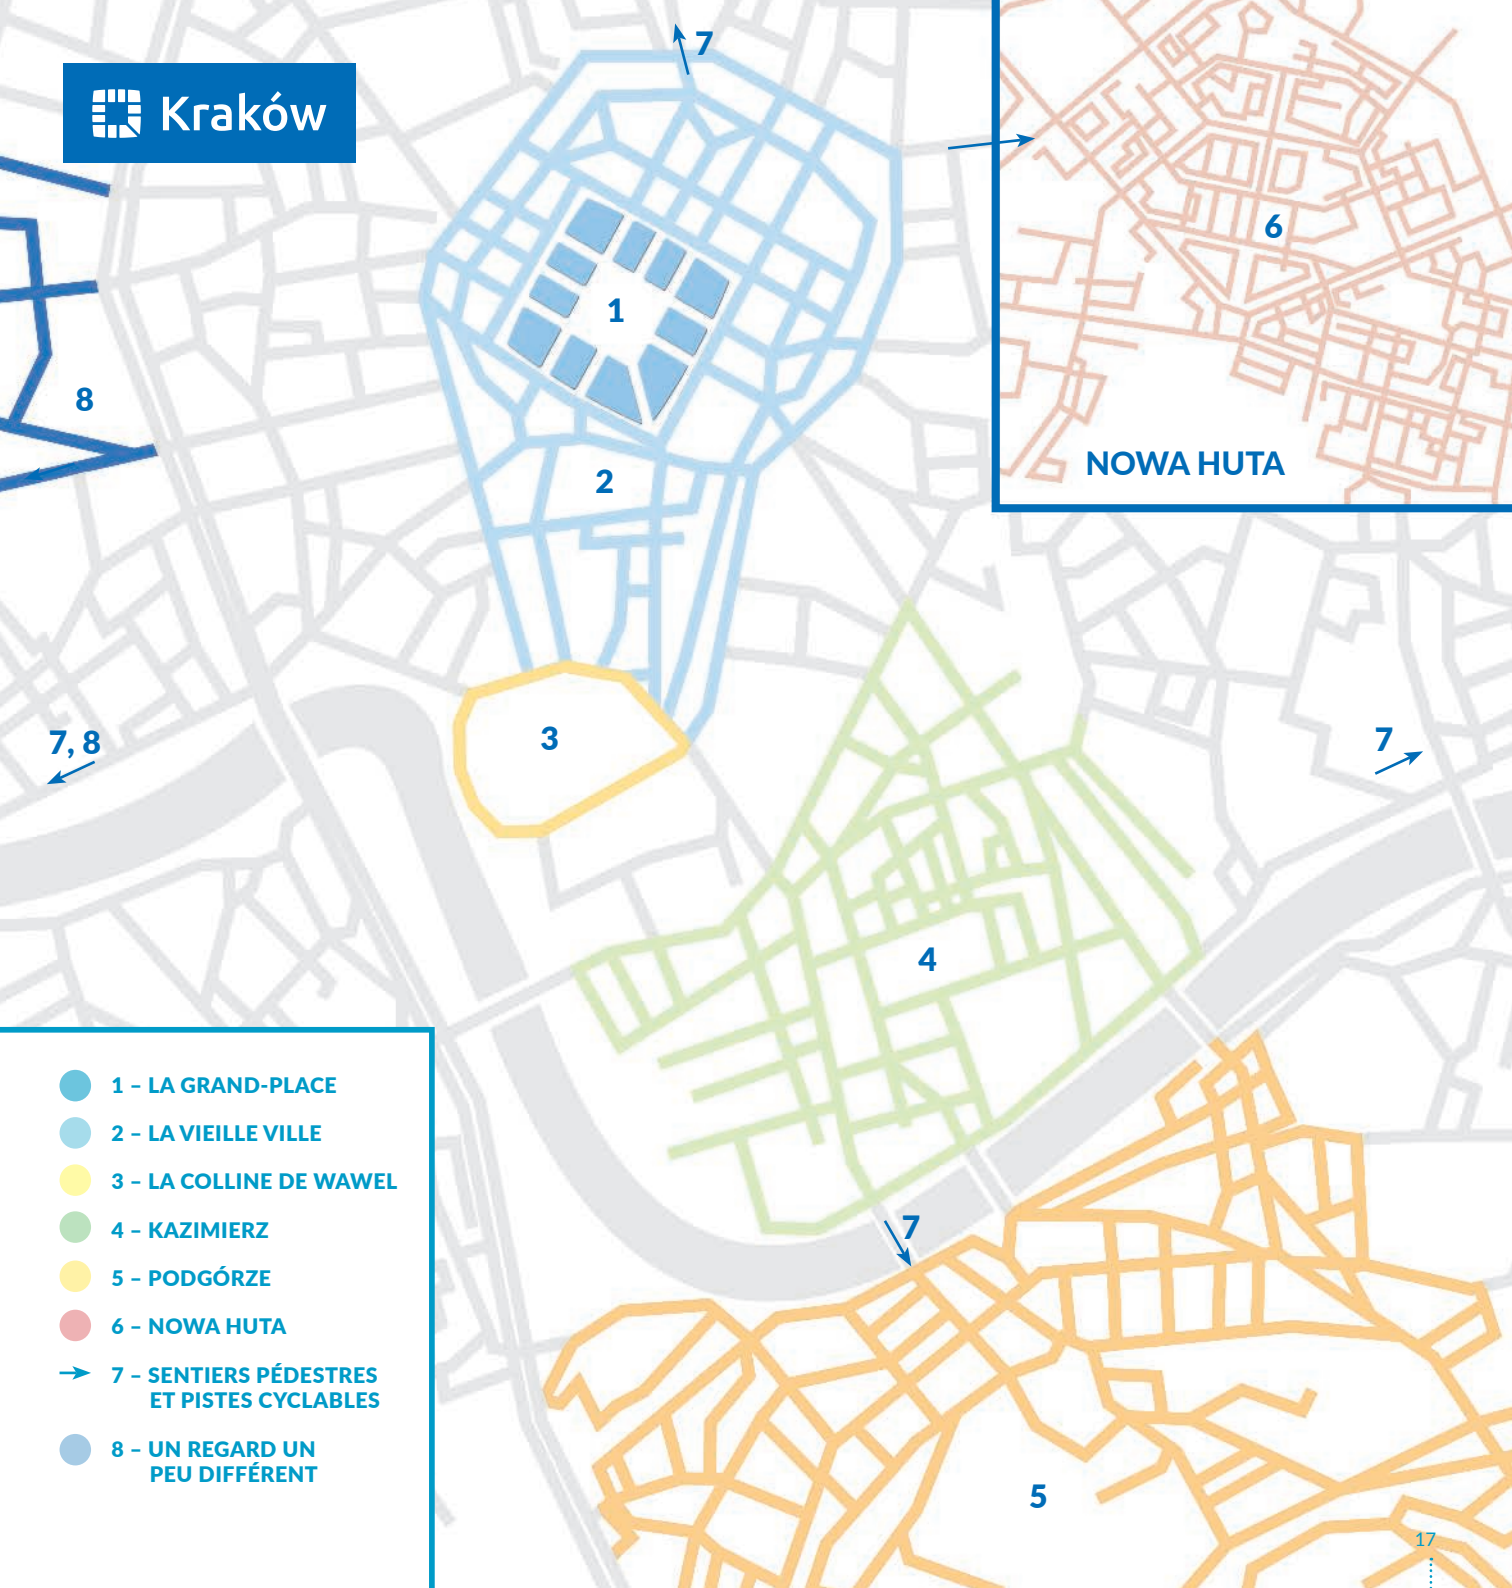 7
Kraków
6
1
8
NOWA HUTA
2
3
7, 8
7
4
1 – LA GRAND-PLACE
2 – LA VIEILLE VILLE
3 – LA COLLINE DE WAWEL
4 – KAZIMIERZ
5 – PODGÓRZE
6 – NOWA HUTA
7 – SENTIERS PÉDESTRES
ET PISTES CYCLABLES
8 – UN REGARD UN
PEU DIFFÉRENT
7
5
17